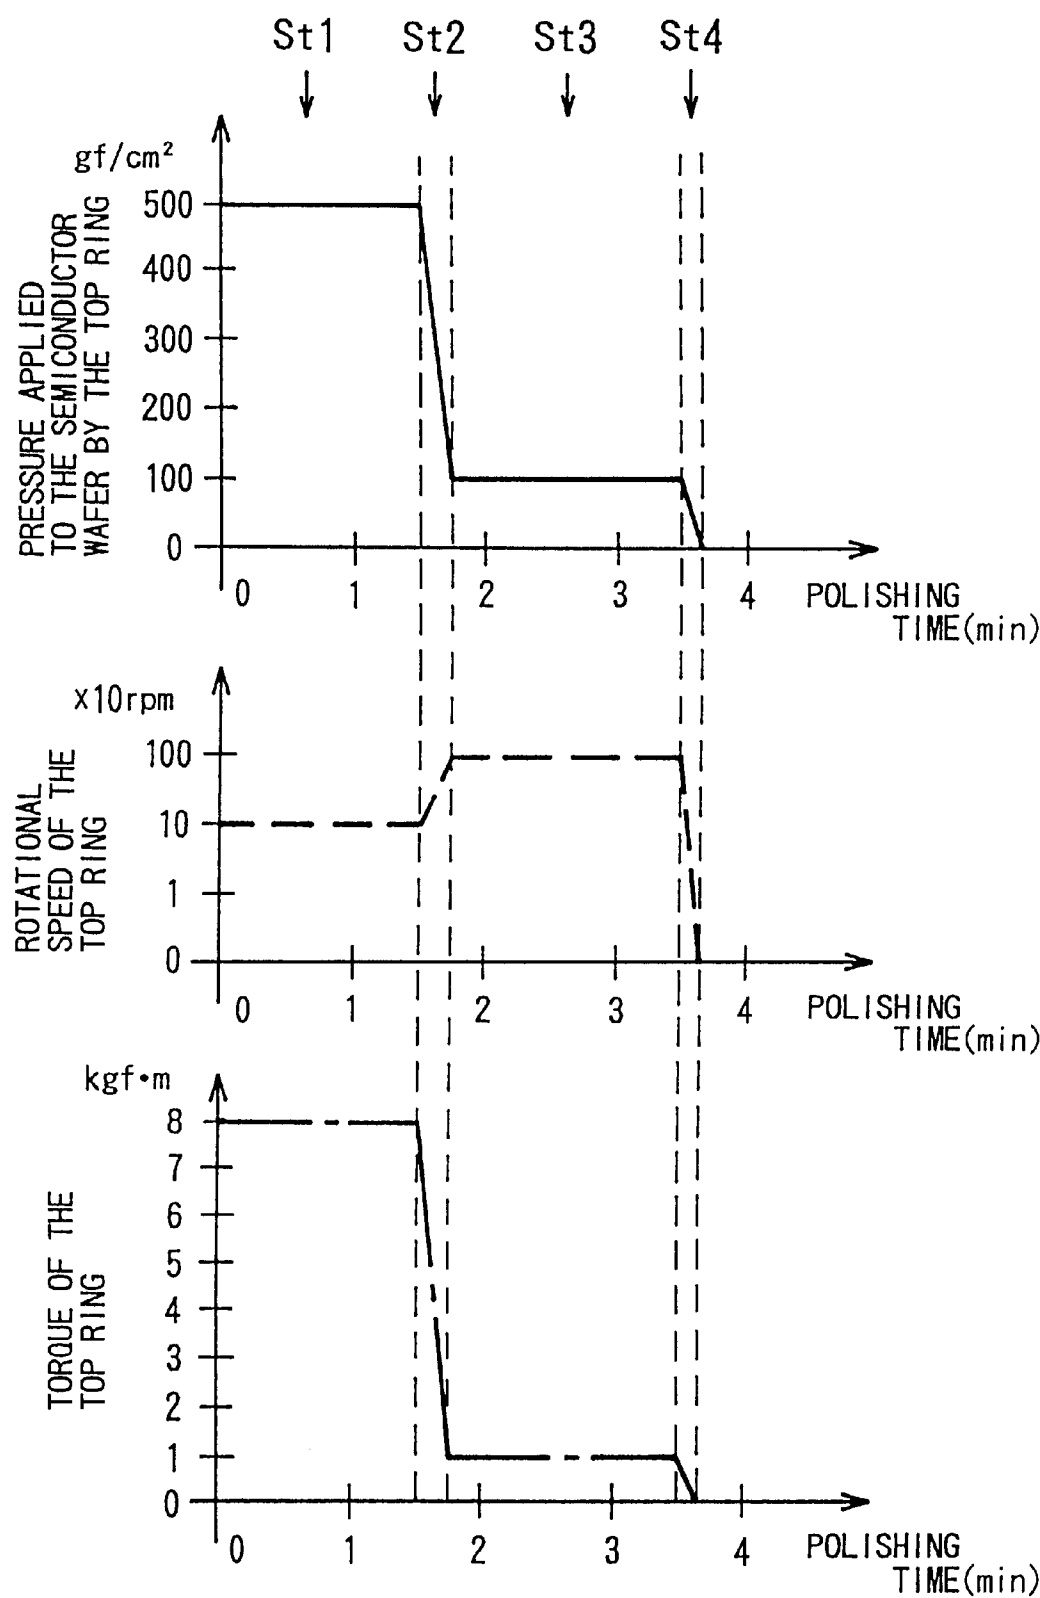 St1 St2 St3 St4
gf/cm²
PRESSURE APPLIED
TO THE SEMICONDUCTOR
WAFER BY THE TOP RING
500
400
300
200
100
0
0 1 2 3 4
POLISHING
TIME(min)
x10rpm
ROTATIONAL
SPEED OF THE
TOP RING
100
10
1
0
0 1 2 3 4
POLISHING
TIME(min)
kgf·m
TORQUE OF THE
TOP RING
8
7
6
5
4
3
2
1
0
0 1 2 3 4
POLISHING
TIME(min)